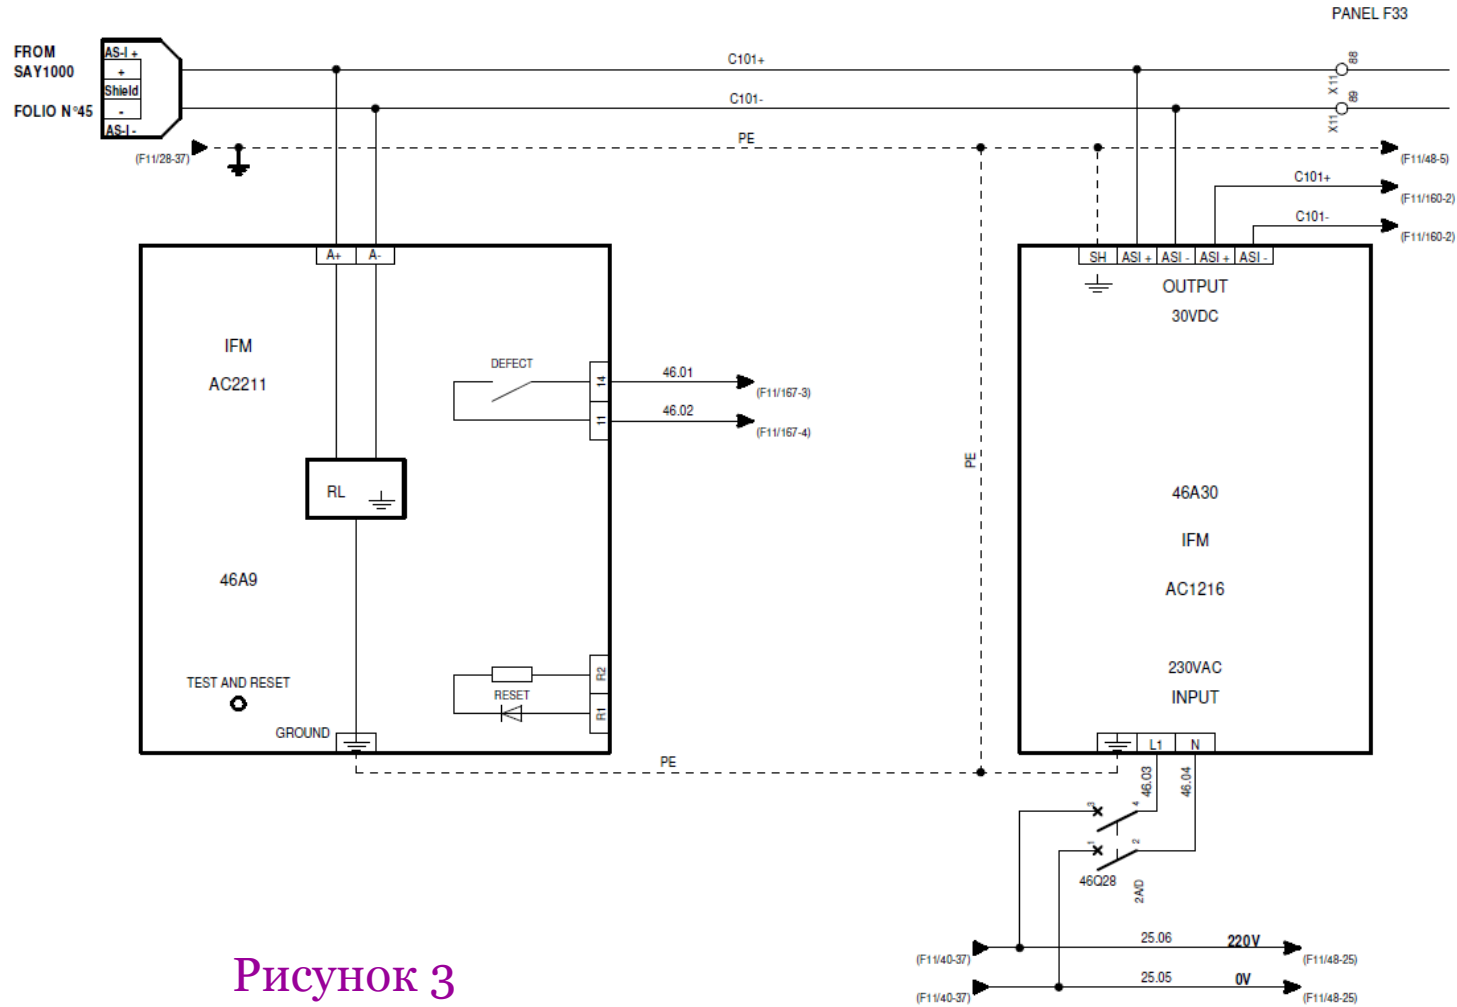 PANEL F33
FROM
SAY1000
FOLIO N°45
AS-I +
+
Shield
-
AS-I -
C101+
C101-
X11
88
X11
89
(F11/28-37)
PE
(F11/48-5)
C101+
(F11/160-2)
C101-
(F11/160-2)
A+ A-
SH ASI + ASI - ASI + ASI -
OUTPUT
30VDC
IFM
AC2211
DEFECT
14
11
46.01
(F11/167-3)
46.02
(F11/167-4)
PE
RL
46A9
46A30
IFM
AC1216
230VAC
INPUT
TEST AND RESET
RESET
R2
R1
GROUND
L1 N
PE
46.03
46.04
3
4
1
2
46Q28
2A/D
(F11/40-37)
25.06
220V
(F11/48-25)
(F11/40-37)
25.05
0V
(F11/48-25)
Рисунок 3